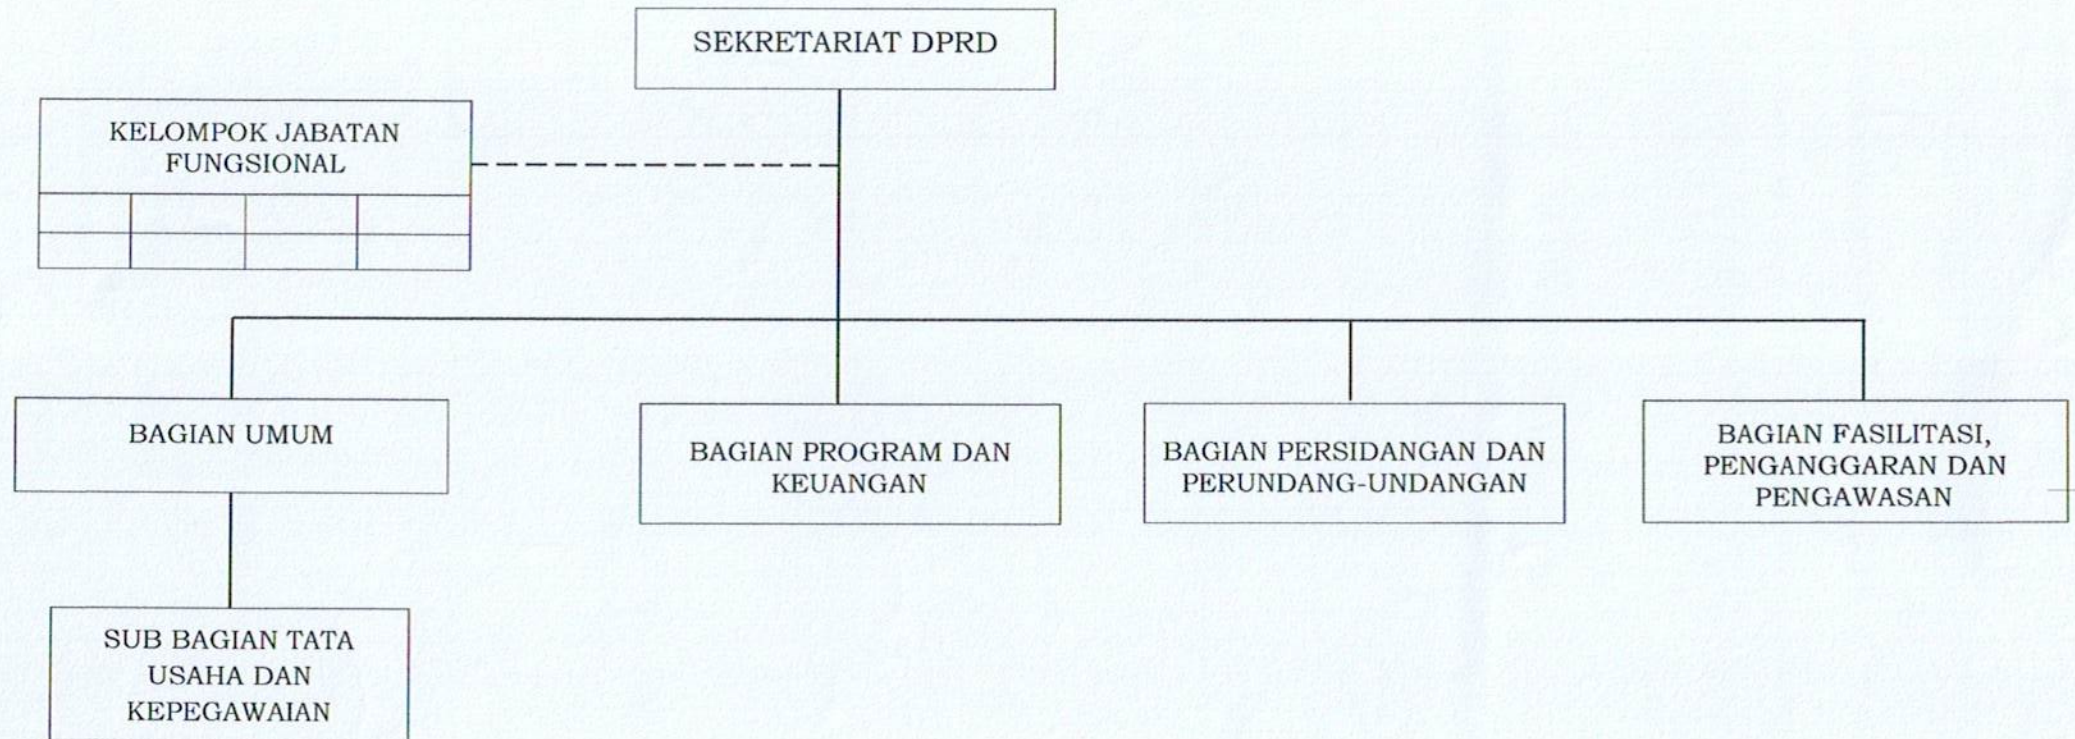 SEKRETARIAT DPRD
KELOMPOK JABATAN
FUNGSIONAL
BAGIAN UMUM
BAGIAN PROGRAM DAN
KEUANGAN
BAGIAN PERSIDANGAN DAN
PERUNDANG-UNDANGAN
BAGIAN FASILITASI,
PENGANGGARAN DAN
PENGAWASAN
SUB BAGIAN TATA
USAHA DAN
KEPEGAWAIAN